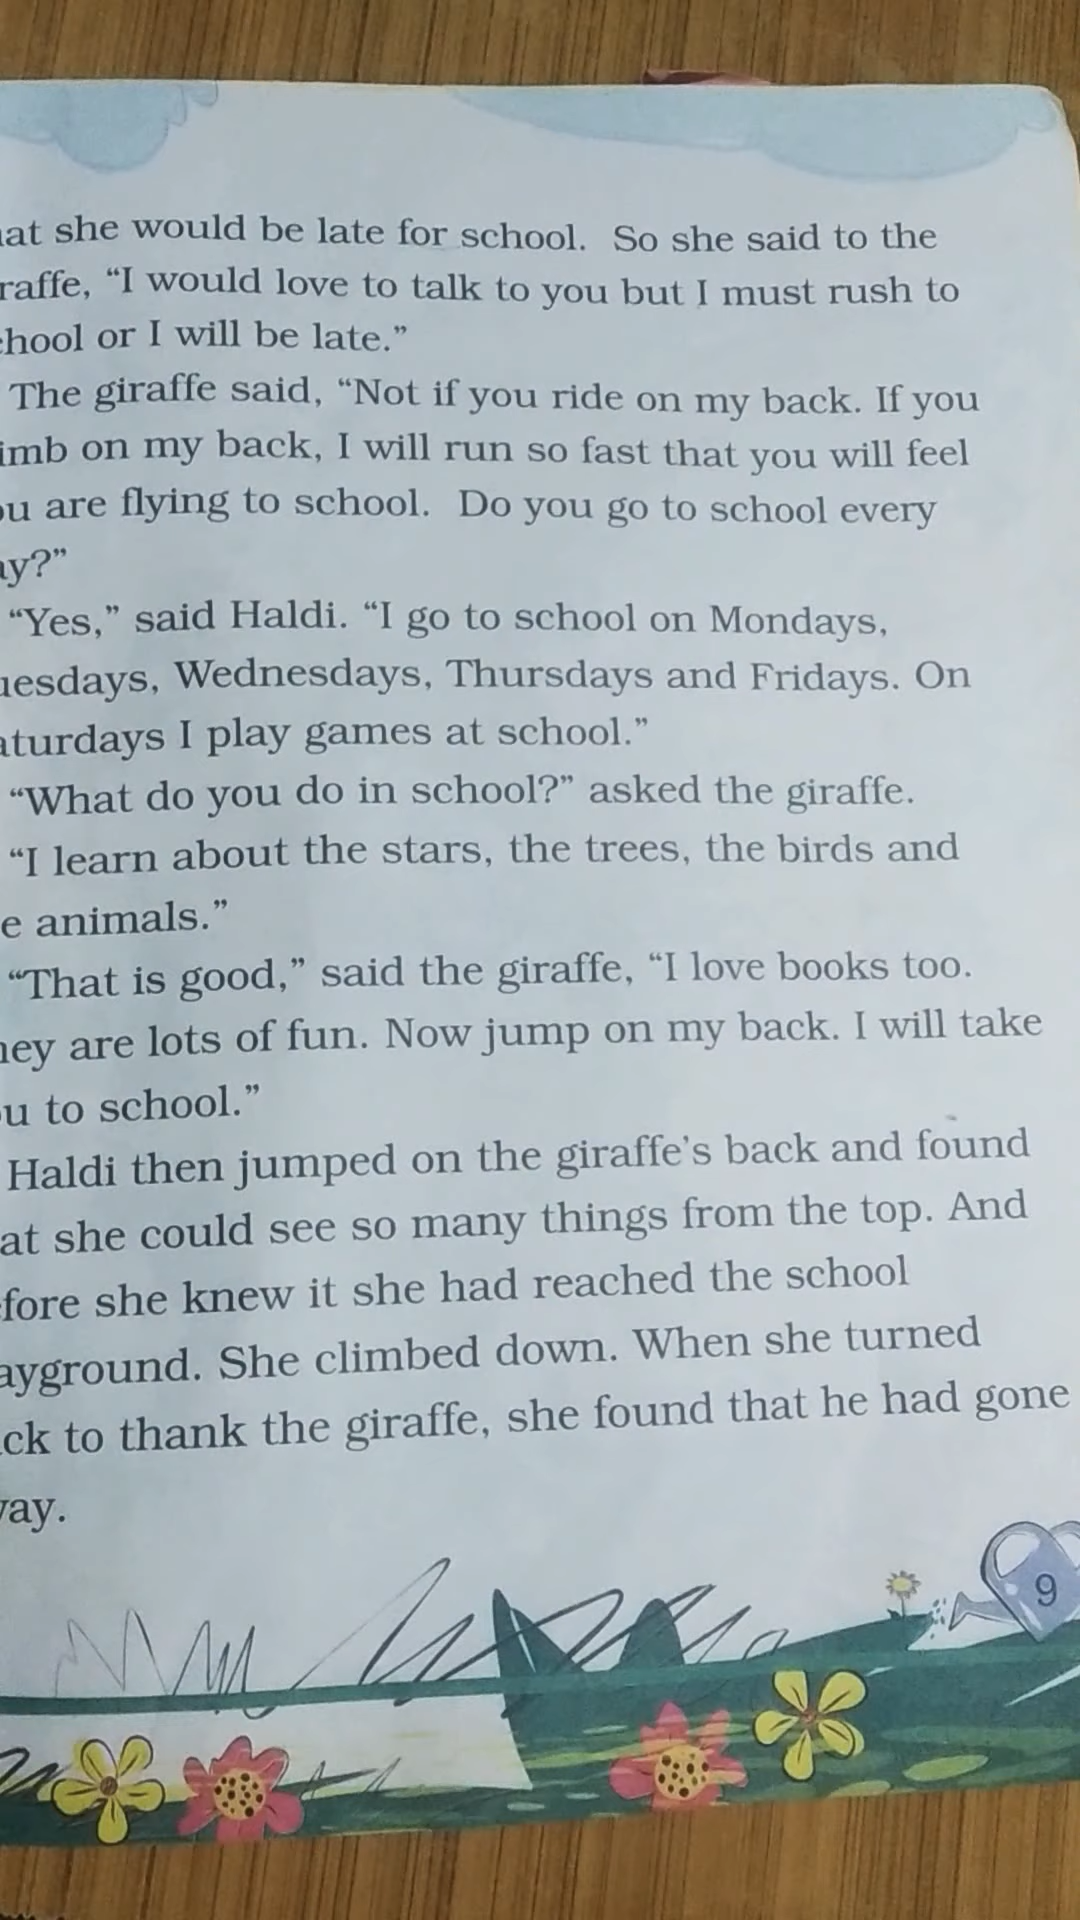 at she would be late for school. So she said to the
raffe, “I would love to talk to you but I must rush to
hool or I will be late.”
The giraffe said, “Not if you ride on my back. If you
imb on my back, I will run so fast that you will feel
ou are flying to school. Do you go to school every
ay?”
“Yes,” said Haldi. “I go to school on Mondays,
uesdays, Wednesdays, Thursdays and Fridays. On
aturdays I play games at school.”
“What do you do in school?” asked the giraffe.
“I learn about the stars, the trees, the birds and
e animals.”
“That is good,” said the giraffe, “I love books too.
ney are lots of fun. Now jump on my back. I will take
ou to school.”
Haldi then jumped on the giraffe’s back and found
at she could see so many things from the top. And
fore she knew it she had reached the school
ayground. She climbed down. When she turned
ck to thank the giraffe, she found that he had gone
way.
9